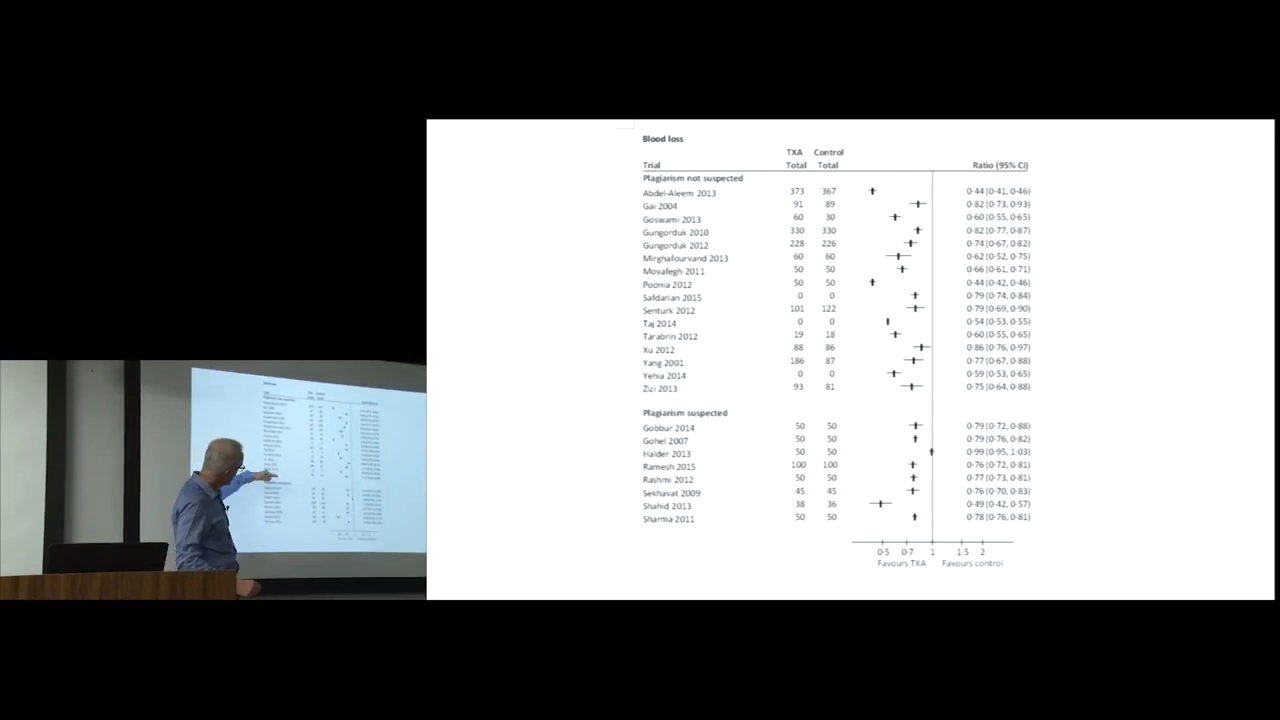 Blood loss
TXA Control
Trial Total Total Ratio (95% CI)
Plagiarism not suspected
Abdel-Aleem 2013 373 367 0·44 (0·41, 0·46)
Gai 2004 91 89 0·82 (0·73, 0·93)
Goswami 2013 60 30 0·60 (0·55, 0·65)
Gungorduk 2010 330 330 0·82 (0·77, 0·87)
Gungorduk 2012 228 226 0·74 (0·67, 0·82)
Mirghafourvand 2013 60 60 0·62 (0·52, 0·75)
Movafegh 2011 50 50 0·66 (0·61, 0·71)
Poonia 2012 50 50 0·44 (0·42, 0·46)
Safdarian 2015 0 0 0·79 (0·74, 0·84)
Senturk 2012 101 122 0·79 (0·69, 0·90)
Taj 2014 0 0 0·54 (0·53, 0·55)
Tarabrin 2012 19 18 0·60 (0·55, 0·65)
Xu 2012 88 86 0·86 (0·76, 0·97)
Yang 2001 186 87 0·77 (0·67, 0·88)
Yehia 2014 0 0 0·59 (0·53, 0·65)
Zizi 2013 93 81 0·75 (0·64, 0·88)
Plagiarism suspected
Gobbur 2014 50 50 0·79 (0·72, 0·88)
Gohel 2007 50 50 0·79 (0·76, 0·82)
Halder 2013 50 50 0·99 (0·95, 1·03)
Ramesh 2015 100 100 0·76 (0·72, 0·81)
Rashmi 2012 50 50 0·77 (0·73, 0·81)
Sekhavat 2009 45 45 0·76 (0·70, 0·83)
Shahid 2013 38 36 0·49 (0·42, 0·57)
Sharma 2011 50 50 0·78 (0·76, 0·81)
0·5 0·7 1 1·5 2
Favours TXA Favours control